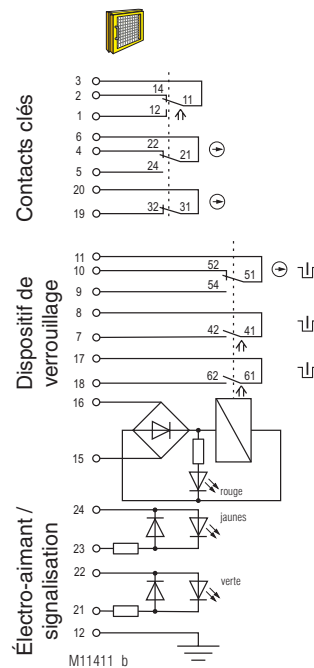 Contacts clés
3
2 14
11
1 12
6
4 22
21
5 24
20
19 32 31
Dispositif de
verrouillage
11
10 52
51
9 54
8
7 42 41
17
18 62 61
Électro-aimant /
signalisation
16
15
rouge
24
jaunes
23
22
verte
21
12
M11411_b